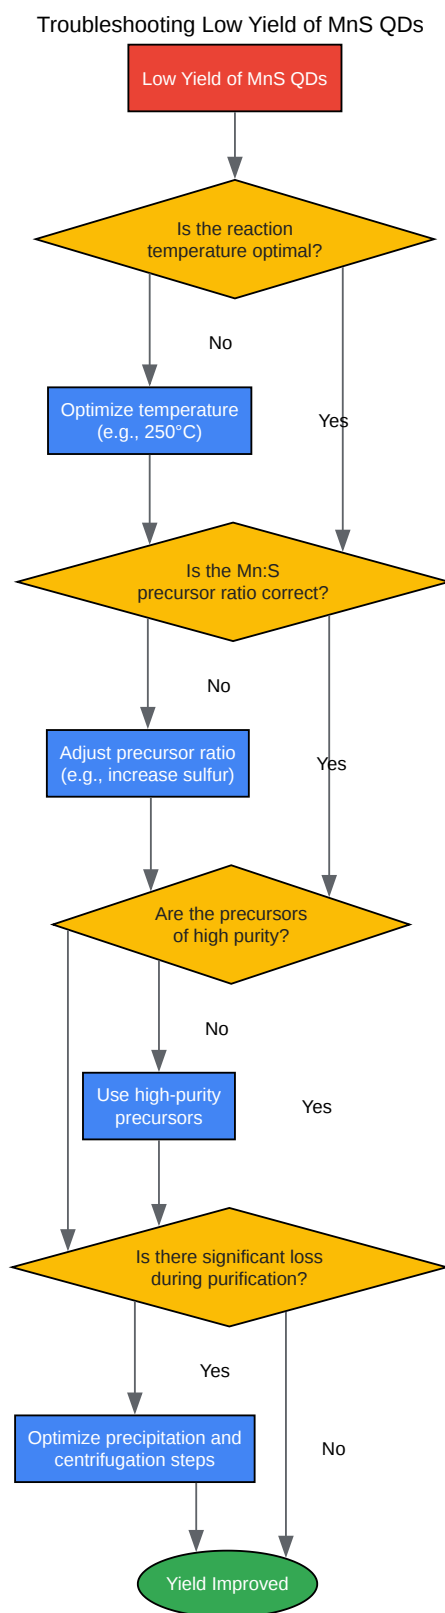 Troubleshooting Low Yield of MnS QDs
Low Yield of MnS QDs
Is the reaction
temperature optimal?
No
Optimize temperature
(e.g., 250°C)
Yes
Is the Mn:S
precursor ratio correct?
No
Adjust precursor ratio
(e.g., increase sulfur)
Yes
Are the precursors
of high purity?
No
Use high-purity
precursors
Yes
Is there significant loss
during purification?
Yes
Optimize precipitation and
centrifugation steps
No
Yield Improved